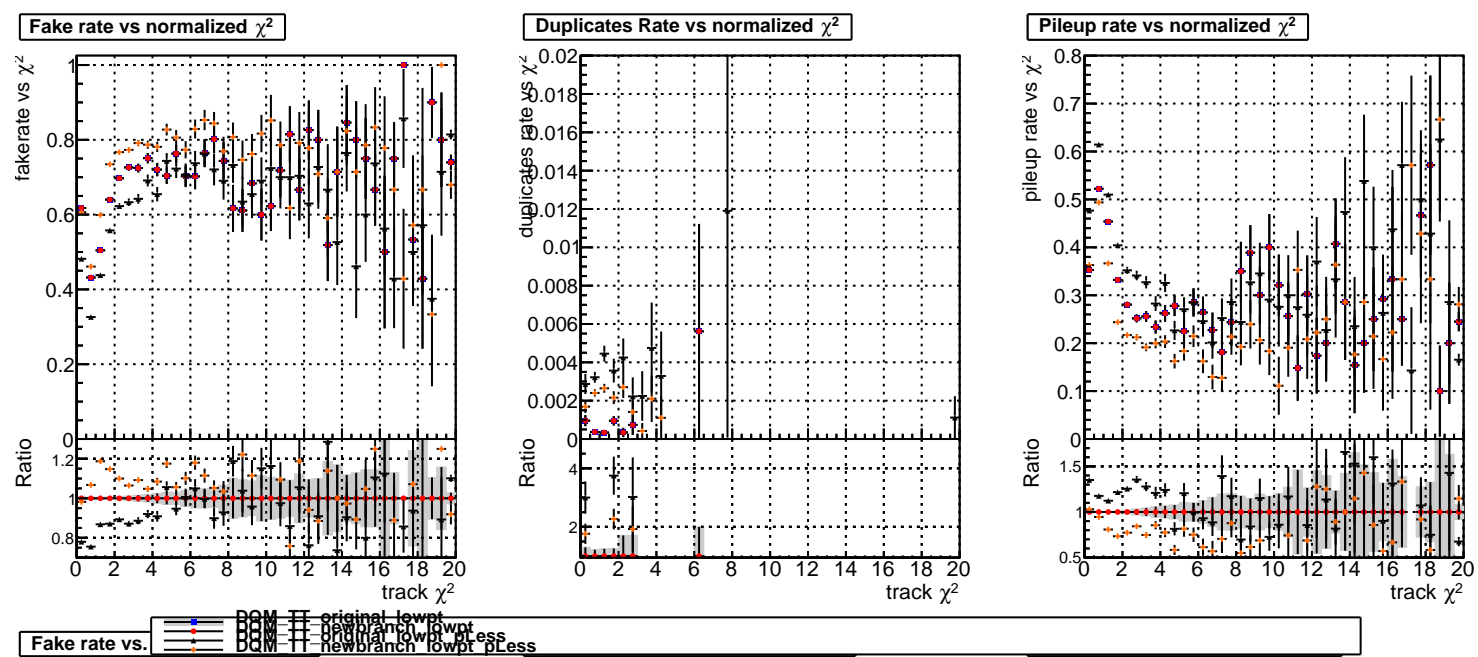 Fake rate vs normalized χ²
Duplicates Rate vs normalized χ²
Pileup rate vs normalized χ²
fakerate vs χ²
1
0.8
0.6
0.4
0.2
0
Ratio
1.2
1
0.8
0 2 4 6 8 10 12 14 16 18 20
track χ²
duplicates rate vs χ²
0.02
0.018
0.016
0.014
0.012
0.01
0.008
0.006
0.004
0.002
0
Ratio
4
2
0 2 4 6 8 10 12 14 16 18 20
track χ²
pileup rate vs χ²
0.8
0.7
0.6
0.5
0.4
0.3
0.2
0.1
0
Ratio
1.5
1
0.5
0 2 4 6 8 10 12 14 16 18 20
track χ²
DQM_TT_original_lowpt
DQM_TT_newbranch_lowpt
DQM_TT_original_lowpt_pLess
DQM_TT_newbranch_lowpt_pLess
Fake rate vs.